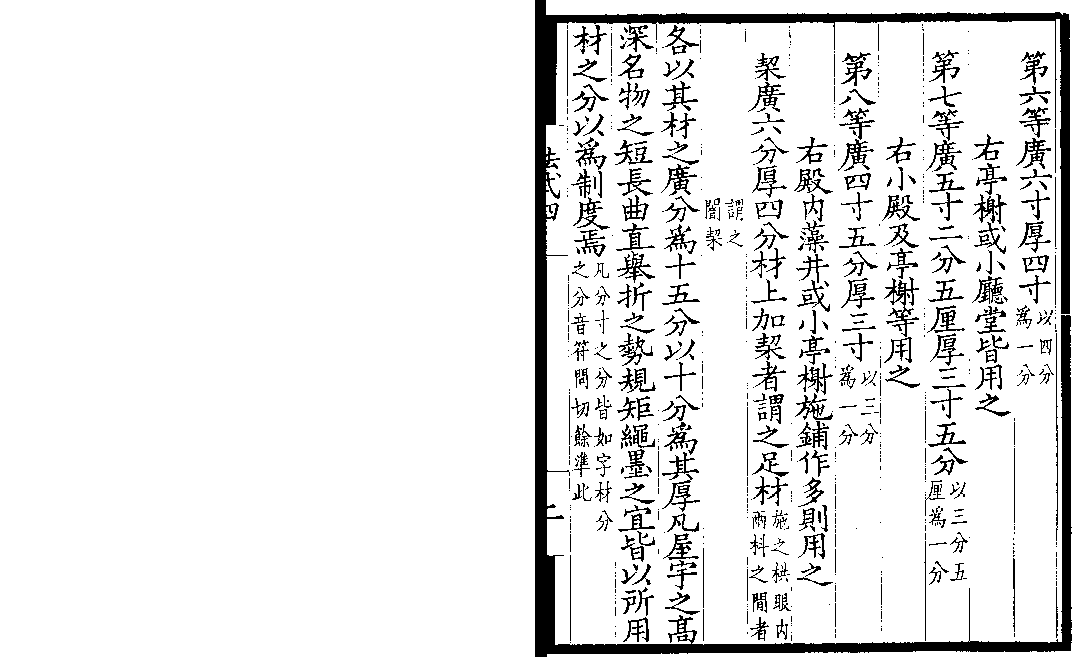 第六等廣六寸厚四寸以四分爲一分
右亭榭或小廳堂皆用之
第七等廣五寸二分五厘厚三寸五分以三分五厘爲一分
右小殿及亭榭等用之
第八等廣四寸五分厚三寸以三分爲一分
右殿内藻井或小亭榭施鋪作多則用之
栔廣六分厚四分材上加栔者謂之足材施之栱眼内兩枓之間者
謂之闇栔
各以其材之廣分爲十五分以十分爲其厚凡屋宇之高
深名物之短長曲直舉折之勢規矩繩墨之宜皆以所用
材之分以爲制度焉凡分寸之分皆如字材分之分音符問切餘準此
法式四
二